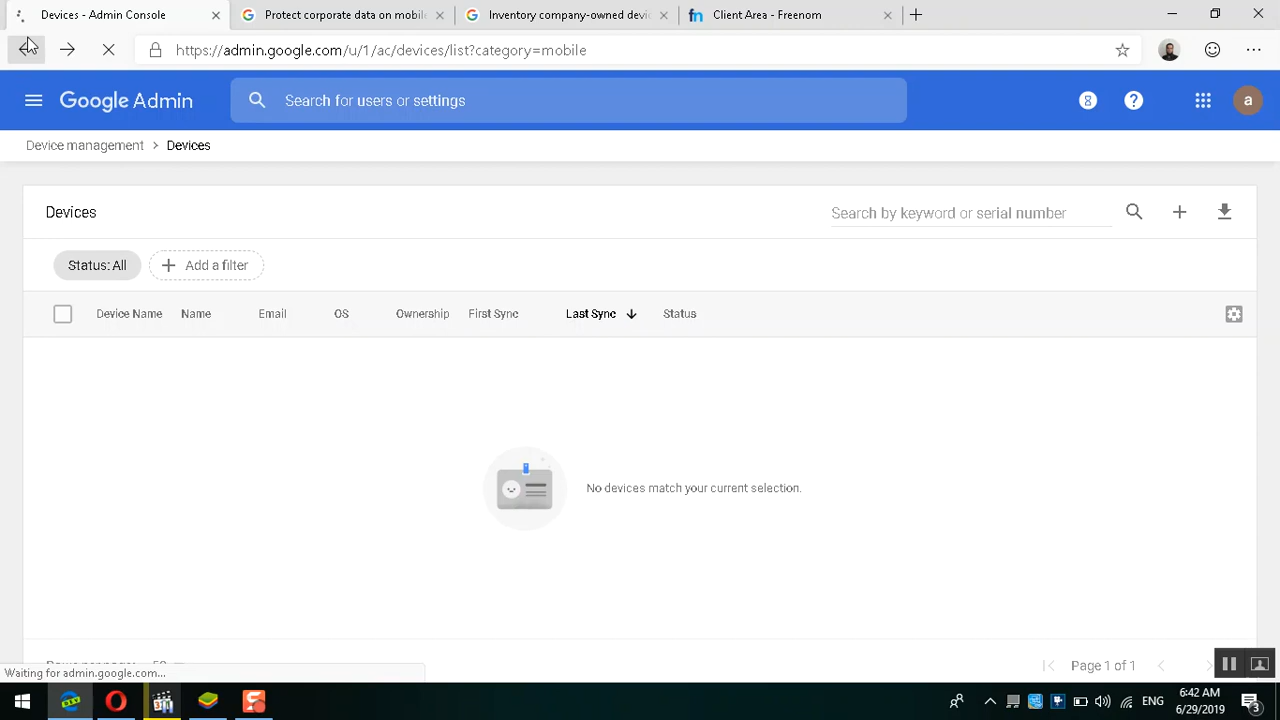 Devices - Admin Console
Protect corporate data on mobile
Inventory company-owned devi
fn Client Area - Freenom
https://admin.google.com/u/1/ac/devices/list?category=mobile
Google Admin
Search for users or settings
8
?
a
Device management > Devices
Devices
Search by keyword or serial number
Status: All
Add a filter
Device Name Name Email OS Ownership First Sync Last Sync Status
No devices match your current selection.
Page 1 of 1
Waiting for admin.google.com...
ENG
6:42 AM
6/29/2019
3